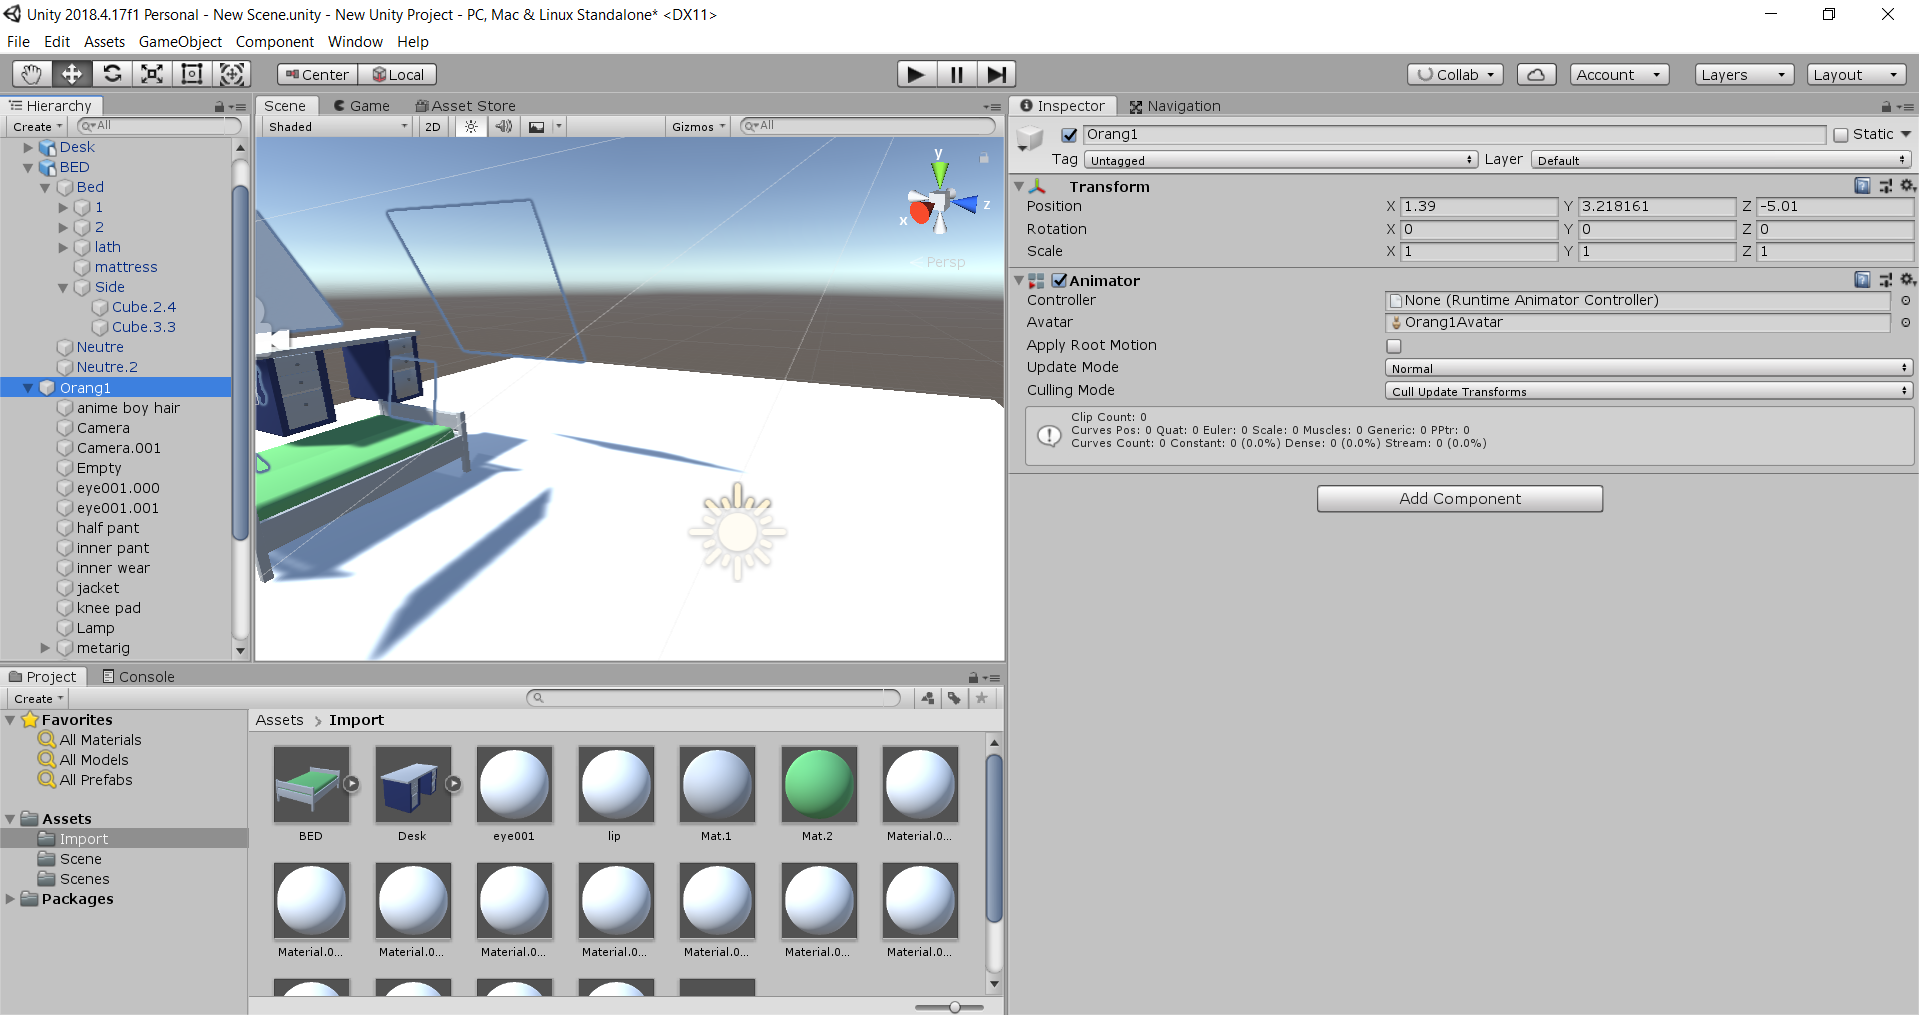 Unity 2018.4.17f1 Personal - New Scene.unity - New Unity Project - PC, Mac & Linux Standalone* <DX11>
File Edit Assets GameObject Component Window Help
Center Local Collab Account Layers Layout
Hierarchy
Create All
Desk
BED
Bed
1
2
lath
mattress
Side
Cube.2.4
Cube.3.3
Neutre
Neutre.2
Orang1
anime boy hair
Camera
Camera.001
Empty
eye001.000
eye001.001
half pant
inner pant
inner wear
jacket
knee pad
Lamp
metarig
Scene Game Asset Store
Shaded 2D Gizmos All
y
x z
Persp
Inspector Navigation
Orang1 Static
Tag Untagged Layer Default
Transform
Position X 1.39 Y 3.218161 Z -5.01
Rotation X 0 Y 0 Z 0
Scale X 1 Y 1 Z 1
Animator
Controller None (Runtime Animator Controller)
Avatar Orang1Avatar
Apply Root Motion
Update Mode Normal
Culling Mode Cull Update Transforms
Clip Count: 0
Curves Pos: 0 Quat: 0 Euler: 0 Scale: 0 Muscles: 0 Generic: 0 PPtr: 0
Curves Count: 0 Constant: 0 (0.0%) Dense: 0 (0.0%) Stream: 0 (0.0%)
Add Component
Project Console
Create
Favorites
All Materials
All Models
All Prefabs
Assets
Import
Scene
Scenes
Packages
Assets > Import
BED Desk eye001 lip Mat.1 Mat.2 Material.0...
Material.0... Material.0... Material.0... Material.0... Material.0... Material.0... Material.0...